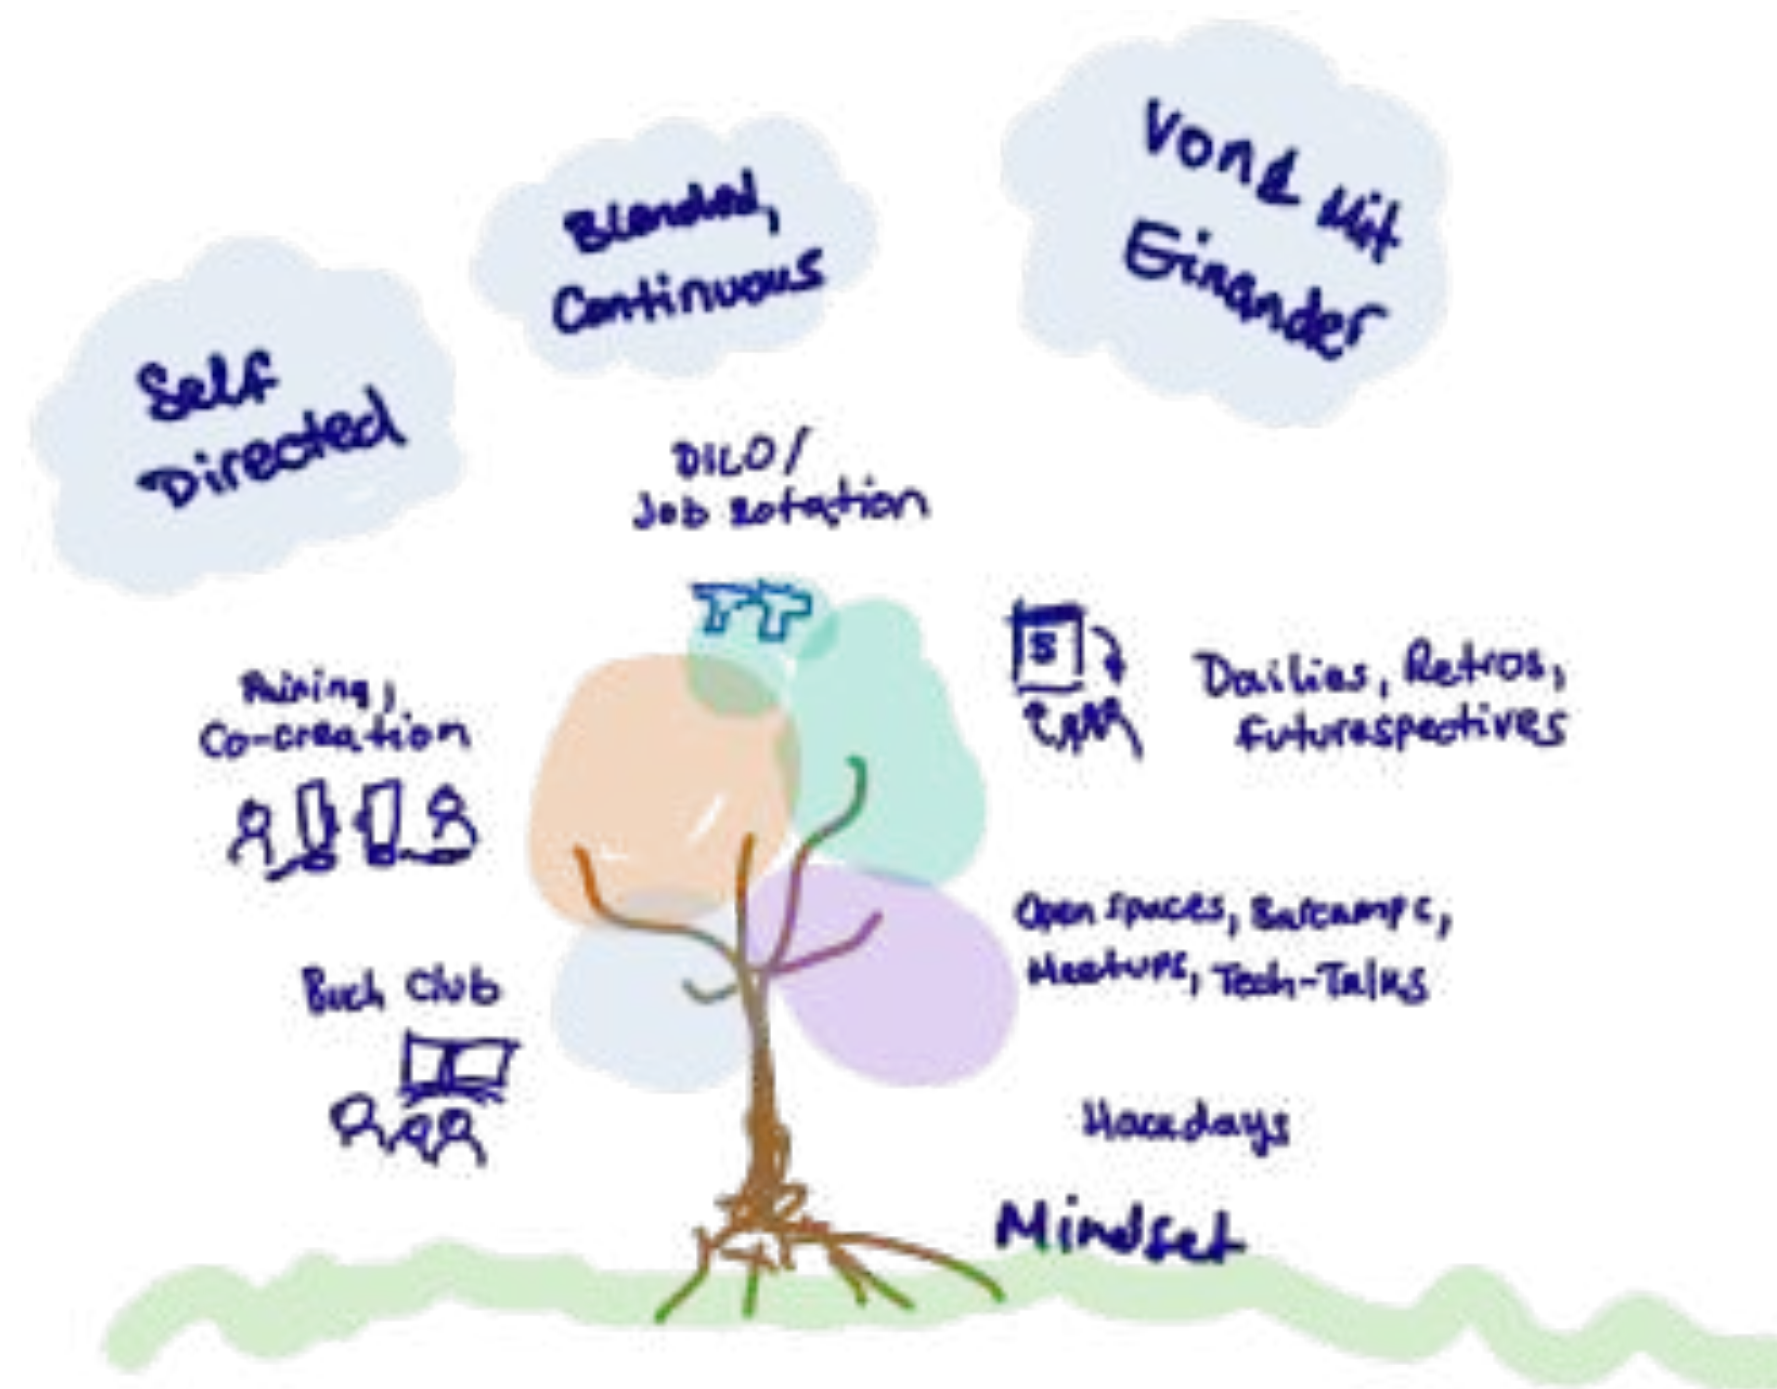 Self
Directed
Blended,
Continuous
Von & Mit
Einander
DILO /
Job Rotation
Pairing,
Co-creation
S
Dailies, Retros,
Futurespectives
Buch Club
Open Spaces, Barcamps,
Meetups, Tech-Talks
Hackdays
Mindset